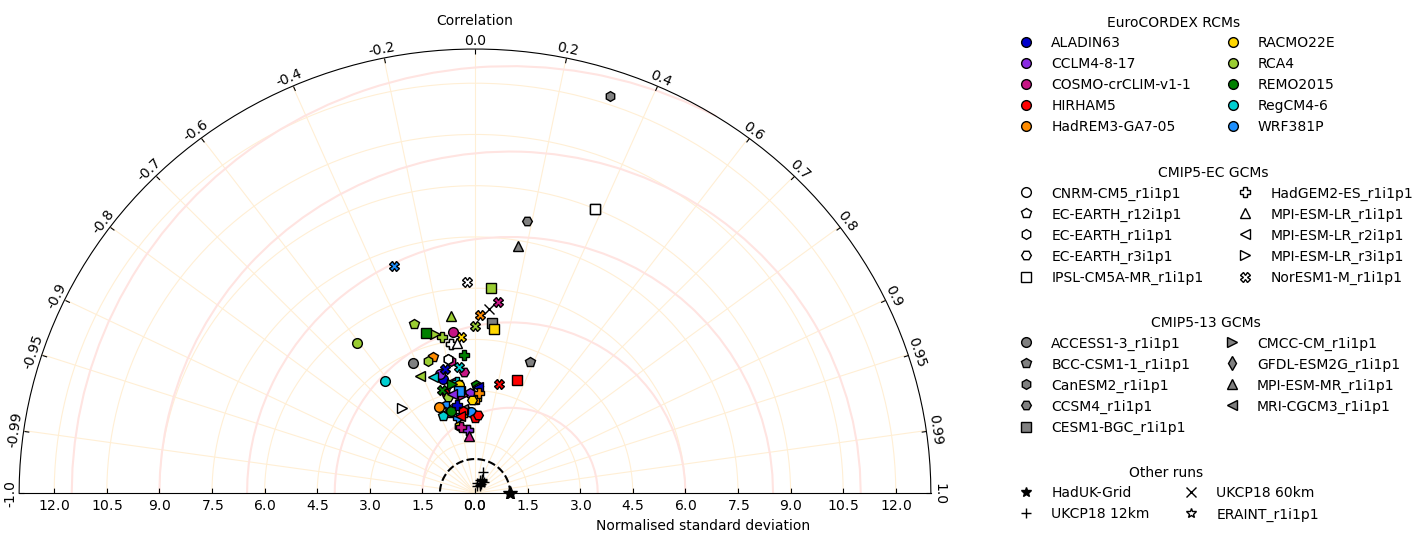 Correlation
-1.0
-0.99
-0.95
-0.9
-0.8
-0.7
-0.6
-0.4
-0.2
0.0
0.2
0.4
0.6
0.7
0.8
0.9
0.95
0.99
1.0
12.0 10.5 9.0 7.5 6.0 4.5 3.0 1.5 0.0 1.5 3.0 4.5 6.0 7.5 9.0 10.5 12.0
Normalised standard deviation
EuroCORDEX RCMs
ALADIN63
CCLM4-8-17
COSMO-crCLIM-v1-1
HIRHAM5
HadREM3-GA7-05
RACMO22E
RCA4
REMO2015
RegCM4-6
WRF381P
CMIP5-EC GCMs
CNRM-CM5_r1i1p1
EC-EARTH_r12i1p1
EC-EARTH_r1i1p1
EC-EARTH_r3i1p1
IPSL-CM5A-MR_r1i1p1
HadGEM2-ES_r1i1p1
MPI-ESM-LR_r1i1p1
MPI-ESM-LR_r2i1p1
MPI-ESM-LR_r3i1p1
NorESM1-M_r1i1p1
CMIP5-13 GCMs
ACCESS1-3_r1i1p1
BCC-CSM1-1_r1i1p1
CanESM2_r1i1p1
CCSM4_r1i1p1
CESM1-BGC_r1i1p1
CMCC-CM_r1i1p1
GFDL-ESM2G_r1i1p1
MPI-ESM-MR_r1i1p1
MRI-CGCM3_r1i1p1
Other runs
HadUK-Grid
UKCP18 12km
UKCP18 60km
ERAINT_r1i1p1